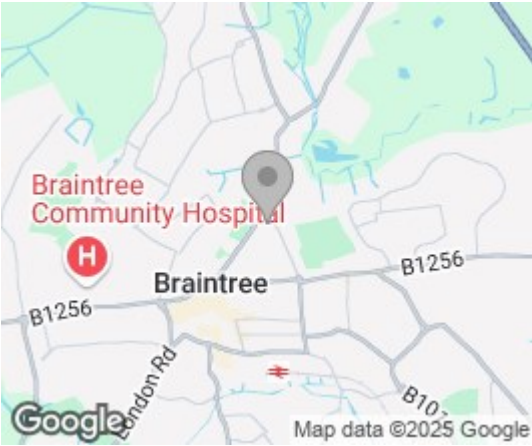 Braintree
Community Hospital
H
B1256
Braintree
B1256
London Rd
Google
Map data ©2025 Google